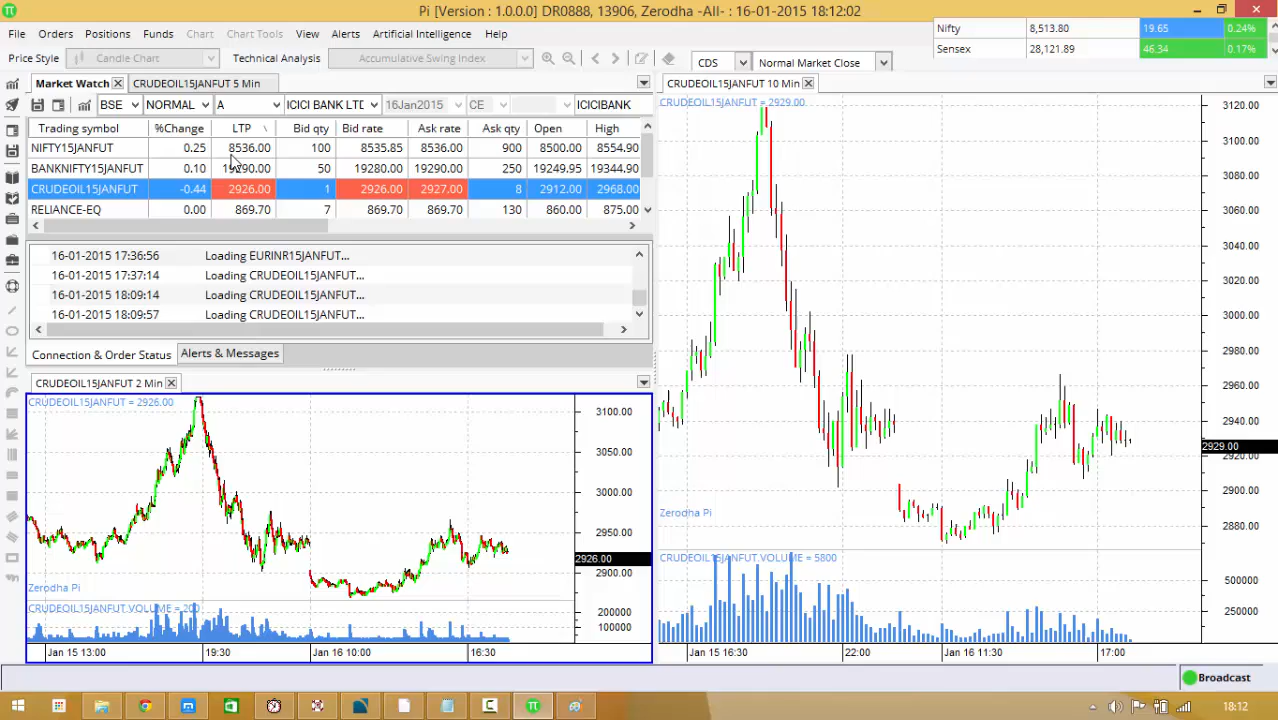 Pi [Version : 1.0.0.0] DR0888, 13906, Zerodha -All- : 16-01-2015 18:12:02
File Orders Charts Positions Funds Chart Tools View Alerts Artificial Intelligence Help
Nifty 8,513.80 19.65 0.24%
Sensex 28,121.89 46.34 0.17%
Price Style Candle Chart Technical Analysis Accumulative Swing Index CDS Normal Market Close
Market Watch CRUDEOIL15JANFUT 5 Min
BSE NORMAL A ICICI BANK LTD 16Jan2015 CE ICICIBANK
Trading symbol %Change LTP Bid qty Bid rate Ask rate Ask qty Open High
NIFTY15JANFUT 0.25 8536.00 100 8535.85 8536.00 900 8500.00 8554.90
BANKNIFTY15JANFUT 0.10 19290.00 50 19280.00 19290.00 250 19249.95 19344.90
CRUDEOIL15JANFUT -0.44 2926.00 1 2926.00 2927.00 8 2912.00 2968.00
RELIANCE-EQ 0.00 869.70 7 869.70 869.70 130 860.00 875.00
16-01-2015 17:36:56 Loading EURINR15JANFUT...
16-01-2015 17:37:14 Loading CRUDEOIL15JANFUT...
16-01-2015 18:09:14 Loading CRUDEOIL15JANFUT...
16-01-2015 18:09:57 Loading CRUDEOIL15JANFUT...
Connection & Order Status Alerts & Messages
CRUDEOIL15JANFUT 2 Min
CRUDEOIL15JANFUT = 2926.00
3100.00
3050.00
3000.00
2950.00
2926.00
2900.00
Zerodha Pi
CRUDEOIL15JANFUT.VOLUME = 200
200000
100000
Jan 15 13:00 19:30 Jan 16 10:00 16:30
CRUDEOIL15JANFUT 10 Min
CRUDEOIL15JANFUT = 2929.00
3120.00
3100.00
3080.00
3060.00
3040.00
3020.00
3000.00
2980.00
2960.00
2940.00
2929.00
2920.00
2900.00
2880.00
Zerodha Pi
CRUDEOIL15JANFUT.VOLUME = 5800
500000
250000
Jan 15 16:30 22:00 Jan 16 11:30 17:00
Broadcast
18:12